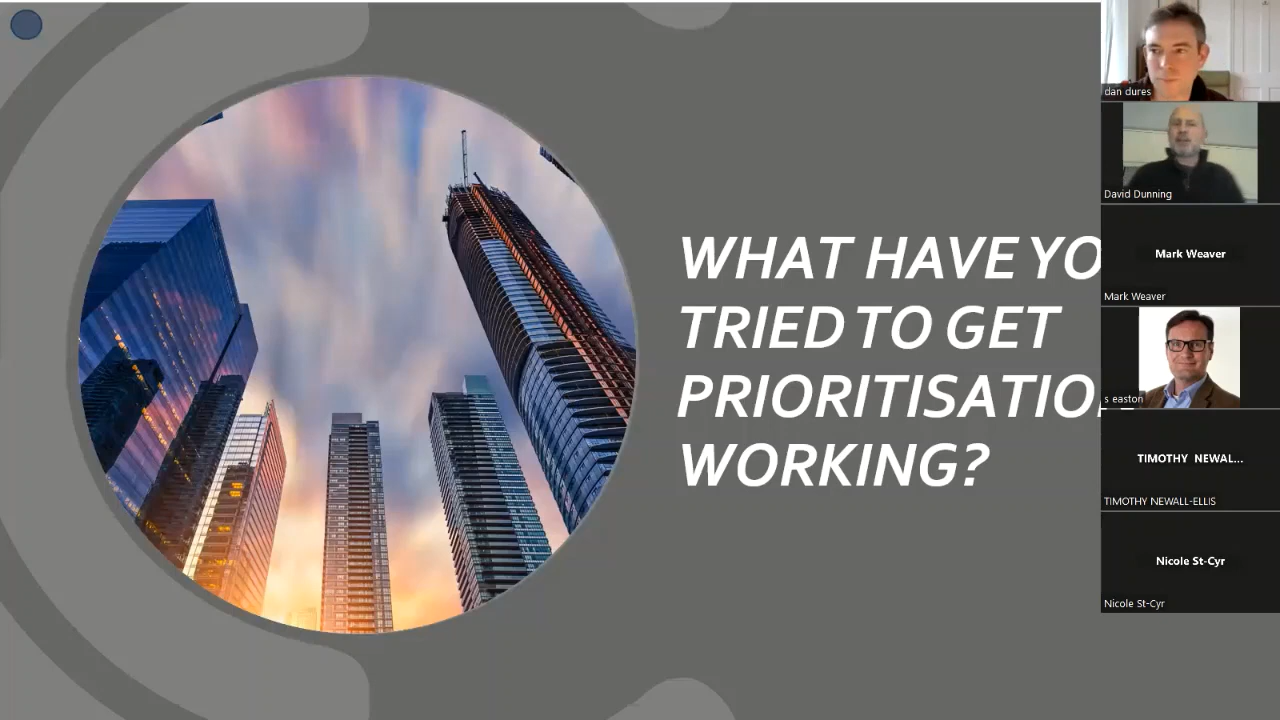 WHAT HAVE YO
TRIED TO GET
PRIORITISATIO
WORKING?
dan dures
David Dunning
Mark Weaver
Mark Weaver
s easton
TIMOTHY NEWAL...
TIMOTHY NEWALL-ELLIS
Nicole St-Cyr
Nicole St-Cyr